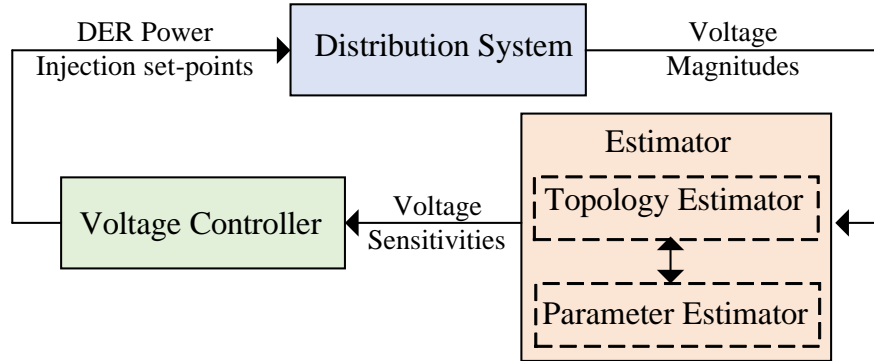 DER Power
Injection set-points
Distribution System
Voltage
Magnitudes
Estimator
Topology Estimator
Voltage Controller
Voltage
Sensitivities
Parameter Estimator